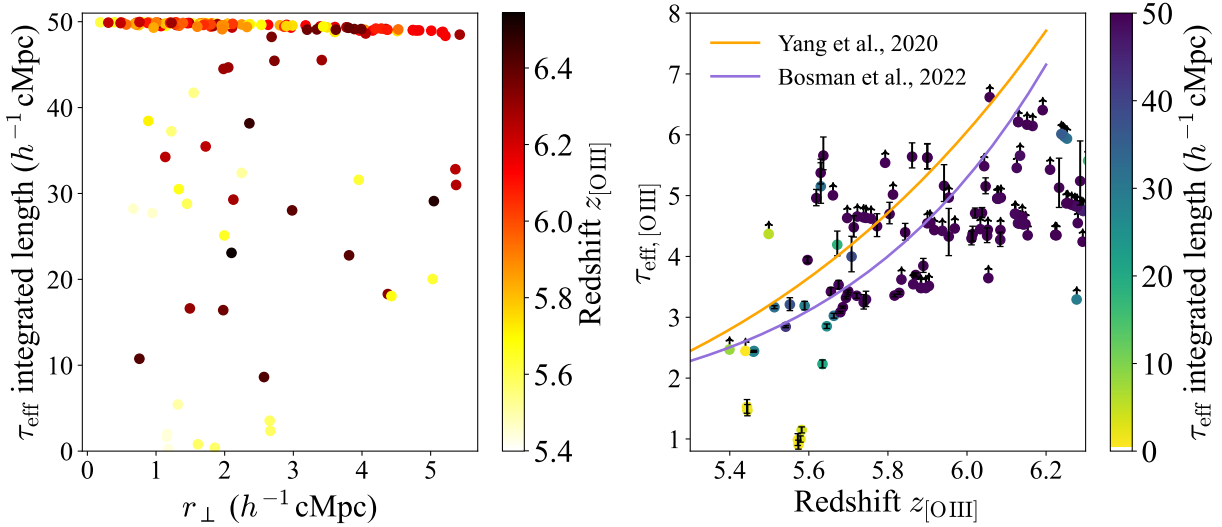 50
40
30
20
10
0
τeff integrated length (h⁻¹ cMpc)
0 1 2 3 4 5
r⊥ (h⁻¹ cMpc)
6.4
6.2
6.0
5.8
5.6
5.4
Redshift z[OIII]
8
7
6
5
4
3
2
1
τeff, [OIII]
Yang et al., 2020
Bosman et al., 2022
5.4 5.6 5.8 6.0 6.2
Redshift z[OIII]
50
40
30
20
10
0
τeff integrated length (h⁻¹ cMpc)